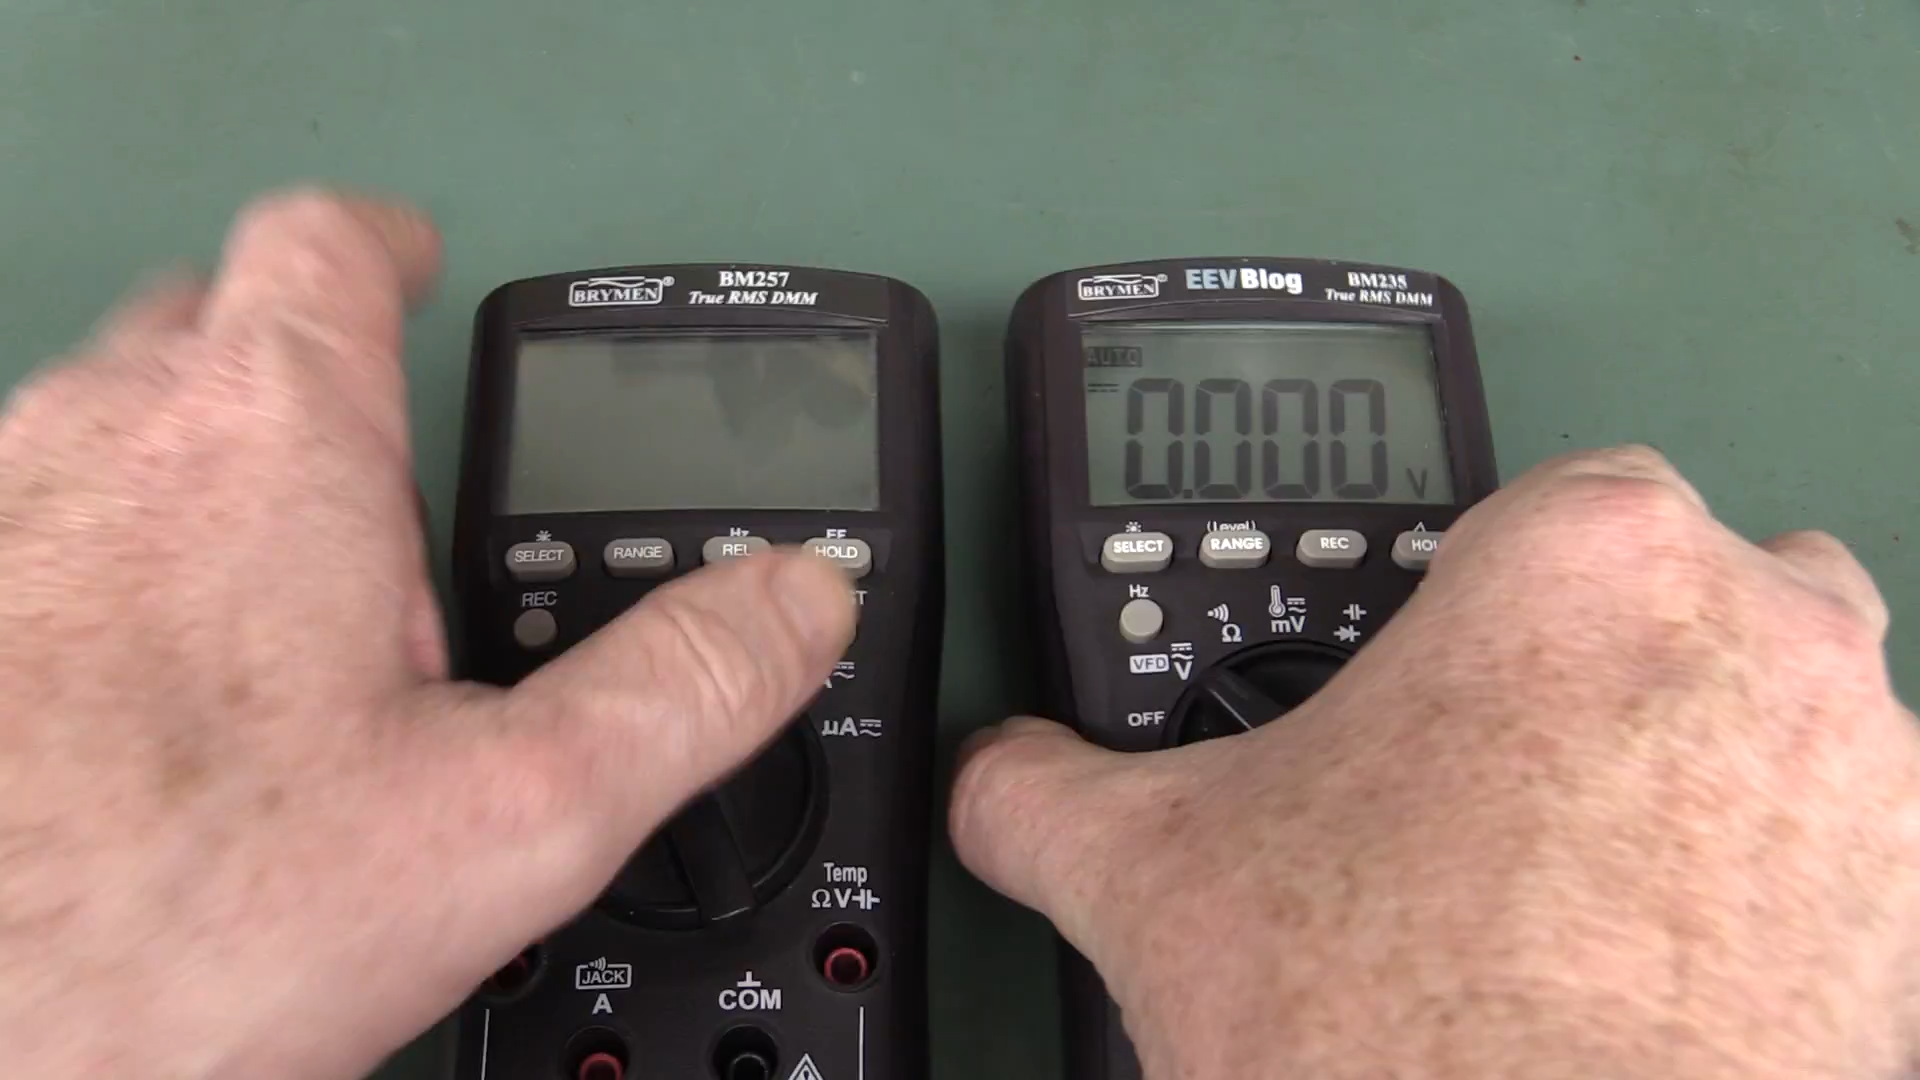 BRYMEN®
BM257
True RMS DMM
SELECT
RANGE
Hz
REL
HOLD
REC
µA
Temp
ΩV
JACK
A
COM
BRYMEN®
EEVBlog
BM235
True RMS DMM
AUTO
0.000
V
SELECT
(Level)
RANGE
REC
Hz
Ω
mV
VFD V
OFF